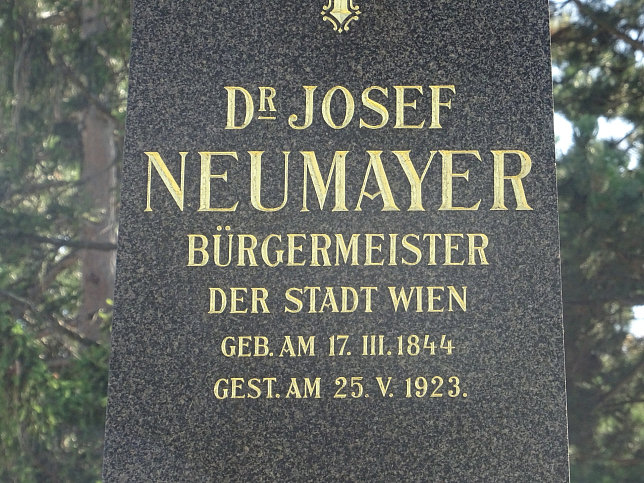 DR JOSEF
NEUMAYER
BÜRGERMEISTER
DER STADT WIEN
GEB. AM 17. III. 1844
GEST. AM 25. V. 1923.